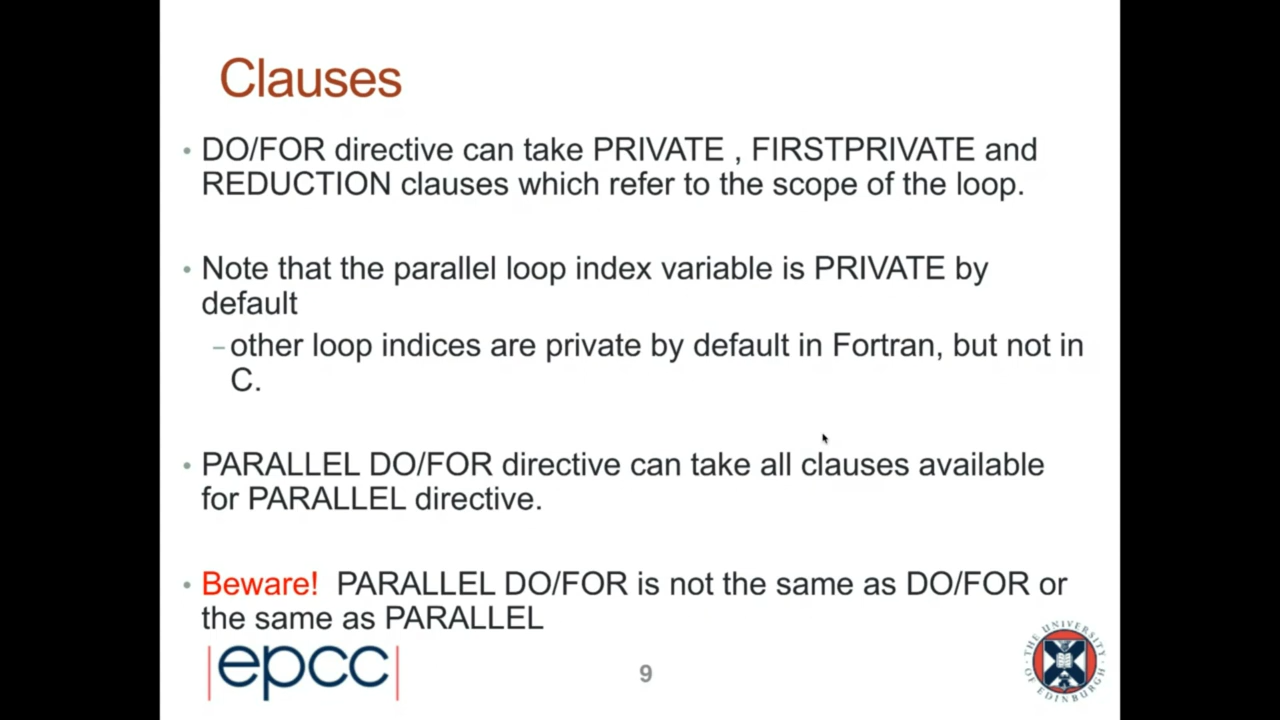 Clauses
• DO/FOR directive can take PRIVATE , FIRSTPRIVATE and
REDUCTION clauses which refer to the scope of the loop.
• Note that the parallel loop index variable is PRIVATE by
default
–other loop indices are private by default in Fortran, but not in
C.
• PARALLEL DO/FOR directive can take all clauses available
for PARALLEL directive.
• Beware! PARALLEL DO/FOR is not the same as DO/FOR or
the same as PARALLEL
|epcc|
9
THE UNIVERSITY
OF EDINBURGH